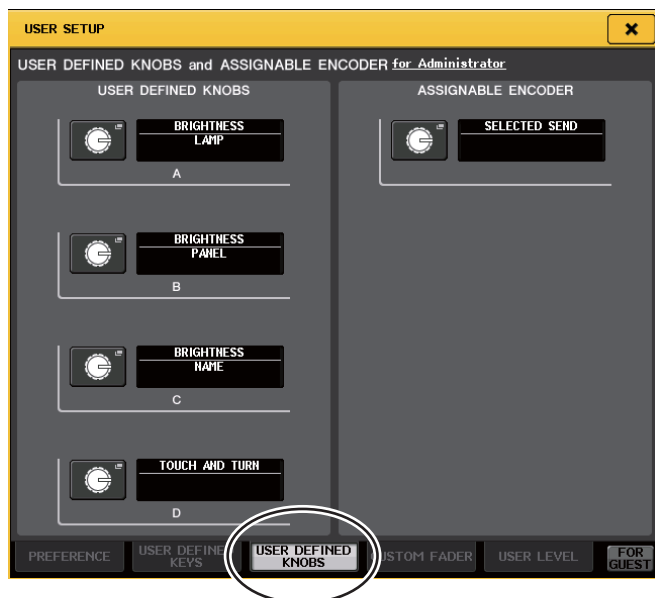 USER SETUP
USER DEFINED KNOBS and ASSIGNABLE ENCODER for Administrator
USER DEFINED KNOBS
BRIGHTNESS
LAMP
A
BRIGHTNESS
PANEL
B
BRIGHTNESS
NAME
C
TOUCH AND TURN
D
ASSIGNABLE ENCODER
SELECTED SEND
PREFERENCE
USER DEFINED
KEYS
USER DEFINED
KNOBS
CUSTOM FADER
USER LEVEL
FOR
GUEST